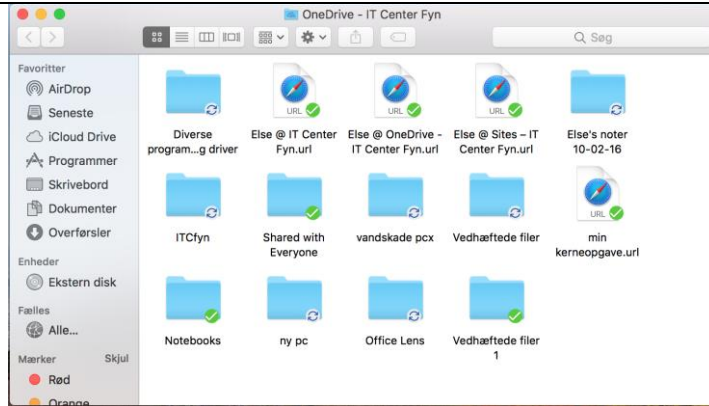 OneDrive - IT Center Fyn
Søg
Favoritter
AirDrop
Seneste
iCloud Drive
Programmer
Skrivebord
Dokumenter
Overførsler
Enheder
Ekstern disk
Fælles
Alle...
Mærker Skjul
Rød
Orange
URL
URL
URL
Diverse
program...g driver
Else @ IT Center
Fyn.url
Else @ OneDrive -
IT Center Fyn.url
Else @ Sites – IT
Center Fyn.url
Else's noter
10-02-16
URL
ITCfyn
Shared with
Everyone
vandskade pcx
Vedhæftede filer
min
kerneopgave.url
Notebooks
ny pc
Office Lens
Vedhæftede filer
1